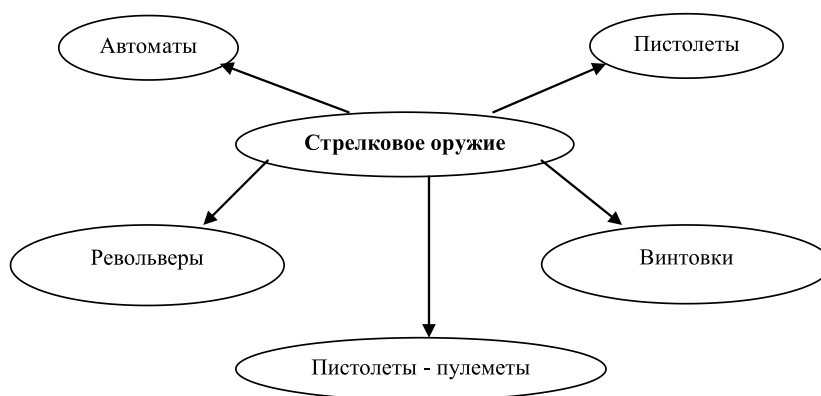 Автоматы
Пистолеты
Стрелковое оружие
Револьверы
Винтовки
Пистолеты - пулеметы